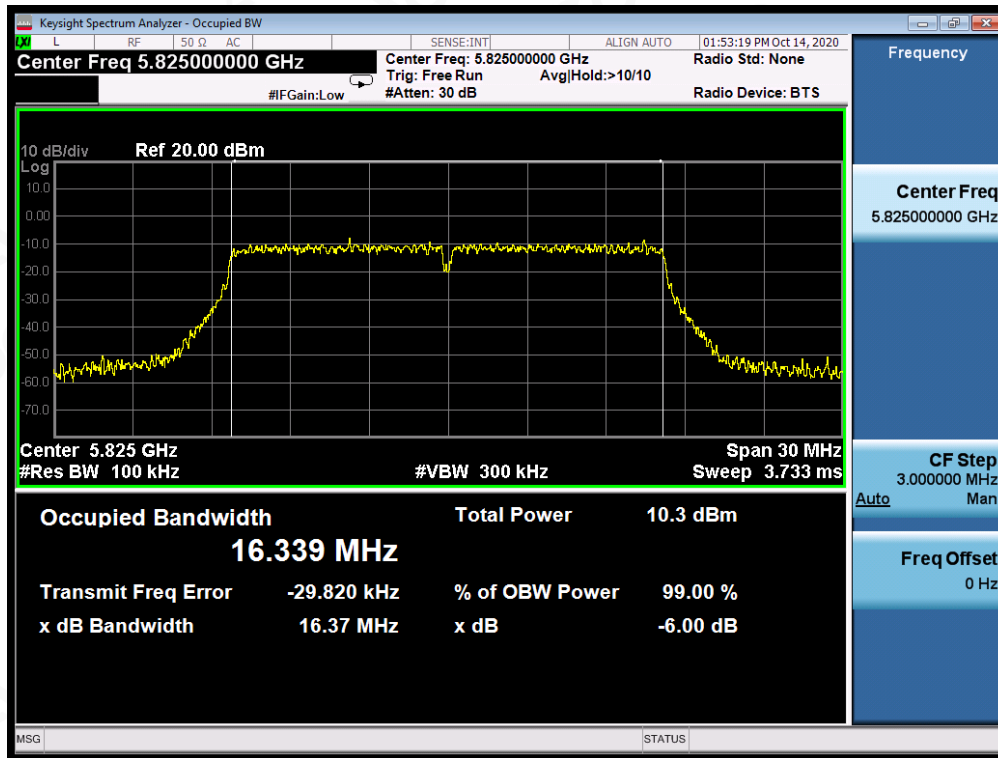 Keysight Spectrum Analyzer - Occupied BW
LXI L RF 50 Ω AC SENSE:INT ALIGN AUTO 01:53:19 PM Oct 14, 2020
Center Freq 5.825000000 GHz
Center Freq: 5.825000000 GHz
Radio Std: None
Trig: Free Run Avg|Hold:>10/10
#IFGain:Low
#Atten: 30 dB
Radio Device: BTS
10 dB/div Ref 20.00 dBm
Log
10.0
0.00
-10.0
-20.0
-30.0
-40.0
-50.0
-60.0
-70.0
Center 5.825 GHz
Span 30 MHz
#Res BW 100 kHz
#VBW 300 kHz
Sweep 3.733 ms
Occupied Bandwidth
Total Power 10.3 dBm
16.339 MHz
Transmit Freq Error -29.820 kHz
% of OBW Power 99.00 %
x dB Bandwidth 16.37 MHz
x dB -6.00 dB
MSG
STATUS
Frequency
Center Freq
5.825000000 GHz
CF Step
3.000000 MHz
Auto Man
Freq Offset
0 Hz